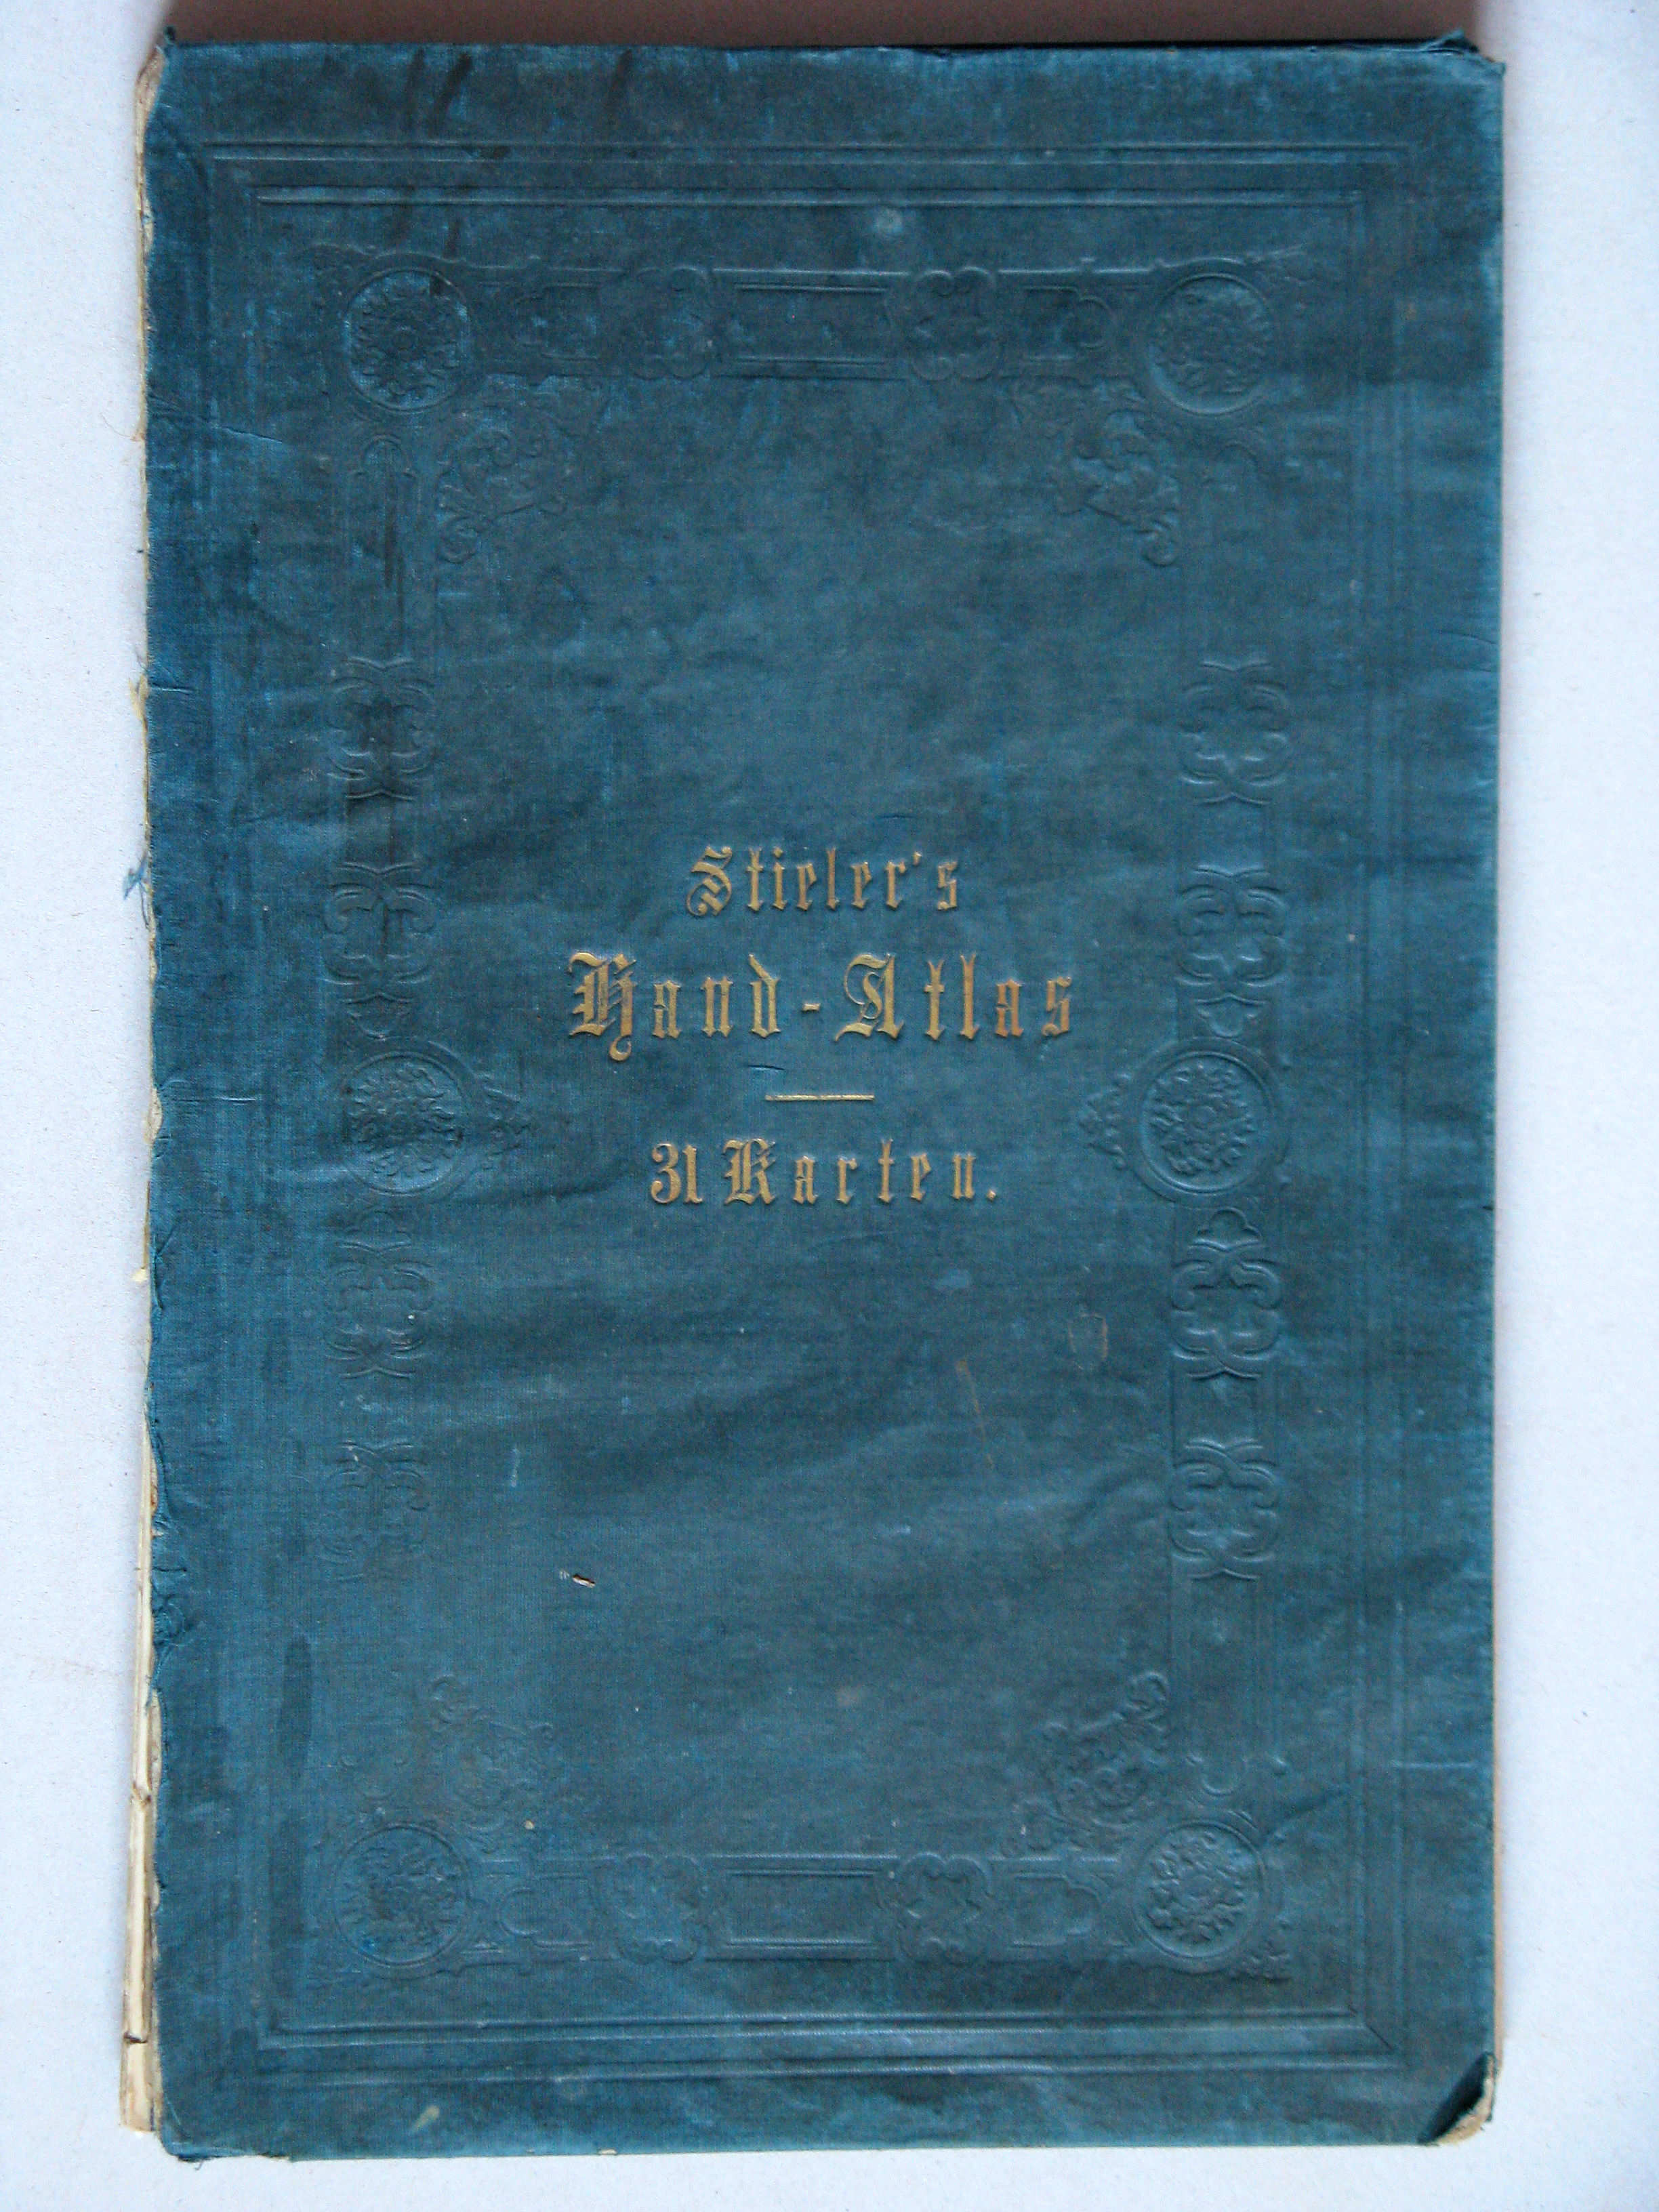 Stieler's
Hand-Atlas
31 Karten.